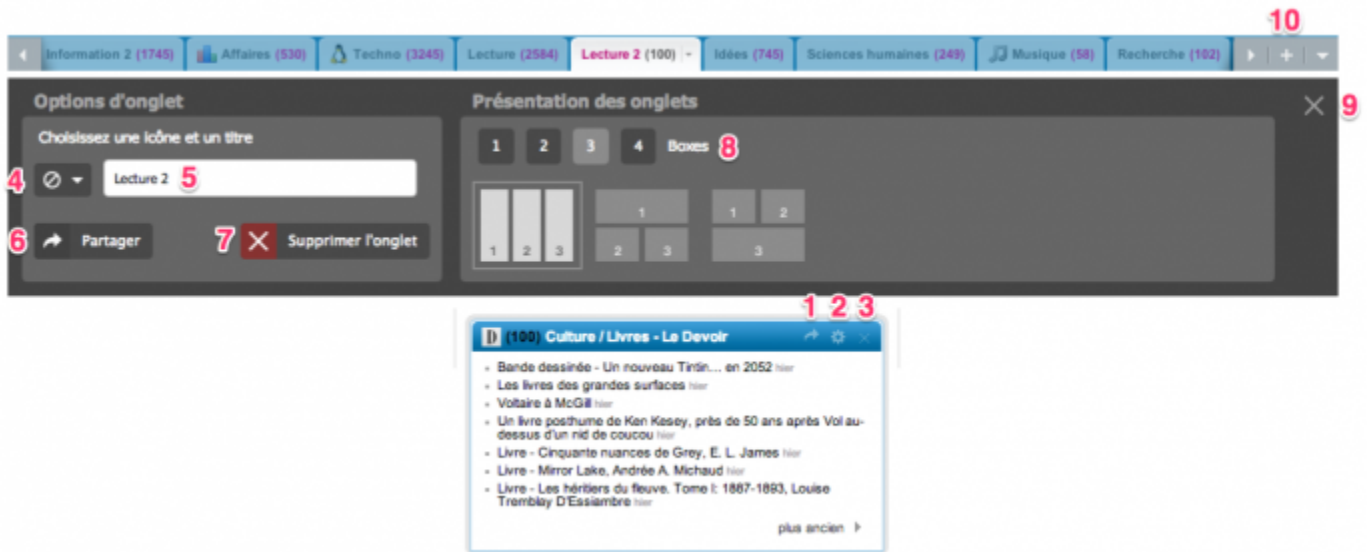 10
Information 2 (1745) Affaires (530) Techno (3245) Lecture (2584) Lecture 2 (100) Idées (745) Sciences humaines (249) Musique (58) Recherche (102)
Options d'onglet
Présentation des onglets
9
Choisissez une icône et un titre
1 2 3 4 Boxes 8
4 Lecture 2 5
1 2 3
1
2 3
1 2
3
6 Partager 7 Supprimer l'onglet
1 2 3
D (100) Culture / Livres - Le Devoir
Bande dessinée - Un nouveau Tintin... en 2052 hier
Les livres des grandes surfaces hier
Voltaire à McGill hier
Un livre posthume de Ken Kesey, près de 50 ans après Vol au-
dessus d'un nid de coucou hier
Livre - Cinquante nuances de Grey, E. L. James hier
Livre - Mirror Lake, Andrée A. Michaud hier
Livre - Les héritiers du fleuve. Tome I: 1887-1893, Louise
Tremblay D'Essiambre hier
plus ancien